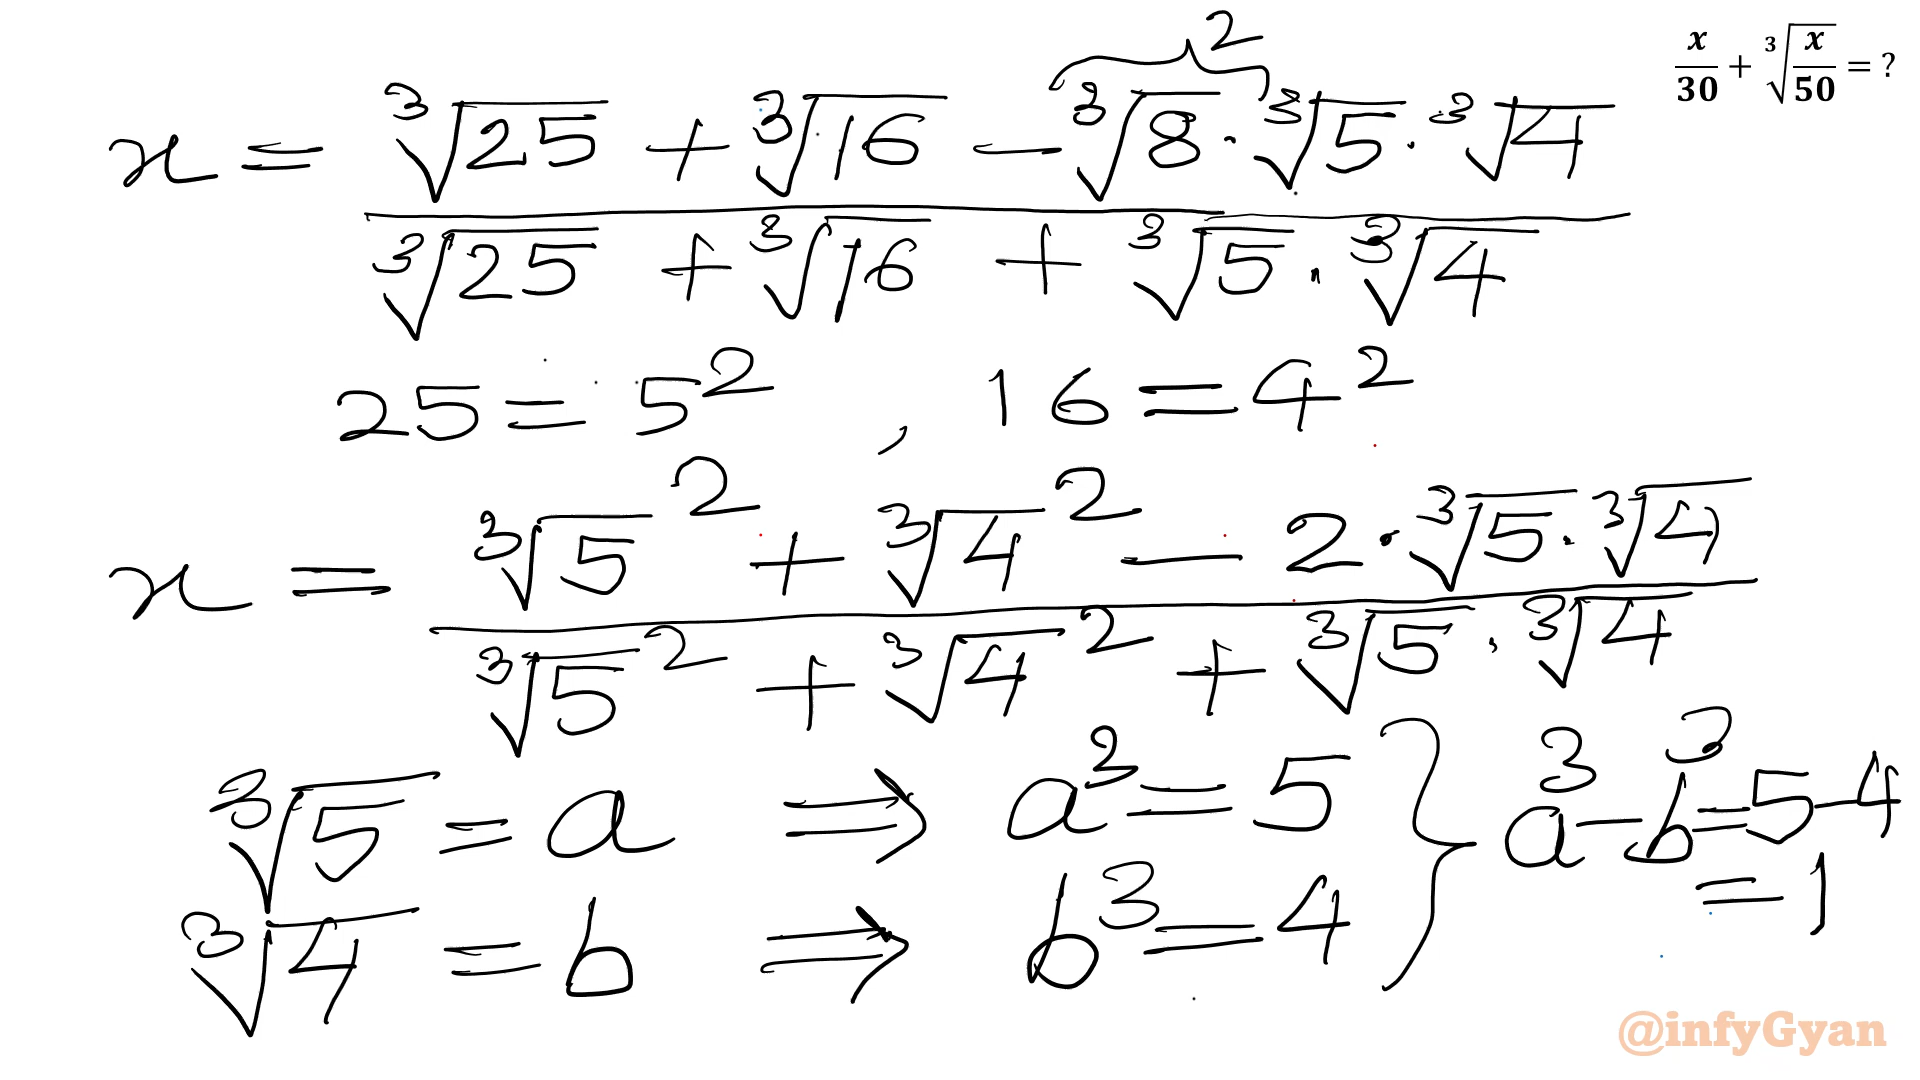 x/30 + ∛(x/50) = ?
2
x = (∛25 + ∛16 − ∛8 · ∛5 · ∛4) / (∛25 + ∛16 + ∛5 · ∛4)
25 = 5² , 16 = 4²
x = (∛5² + ∛4² − 2 · ∛5 · ∛4) / (∛5² + ∛4² + ∛5 · ∛4)
∛5 = a ⇒ a³ = 5 } a³ − b³ = 5 − 4
∛4 = b ⇒ b³ = 4 = 1
@infyGyan